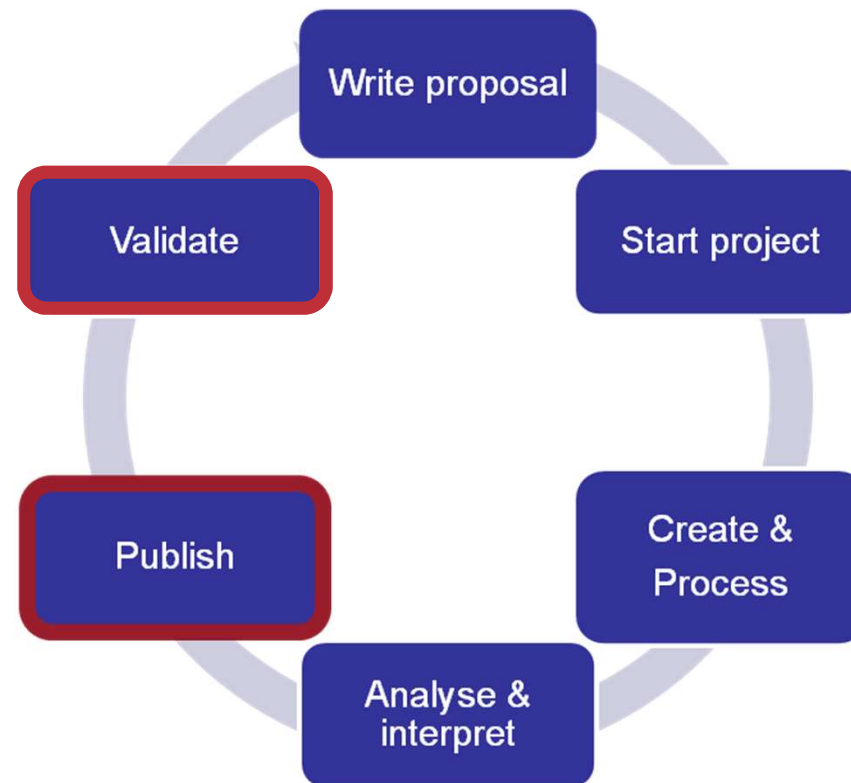 Write proposal
Validate
Start project
Publish
Create &
Process
Analyse &
interpret